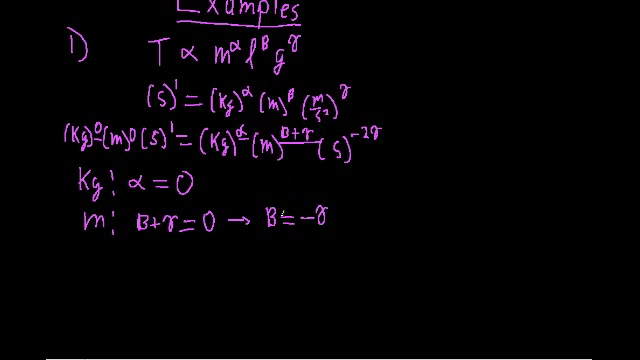 Examples
1) T ∝ m^α l^β g^γ
(s)^1 = (kg)^α (m)^β (m/s²)^γ
(kg)^0 (m)^0 (s)^1 = (kg)^α (m)^(β+γ) (s)^(-2γ)
kg: α = 0
m: β+γ = 0 → β = -γ